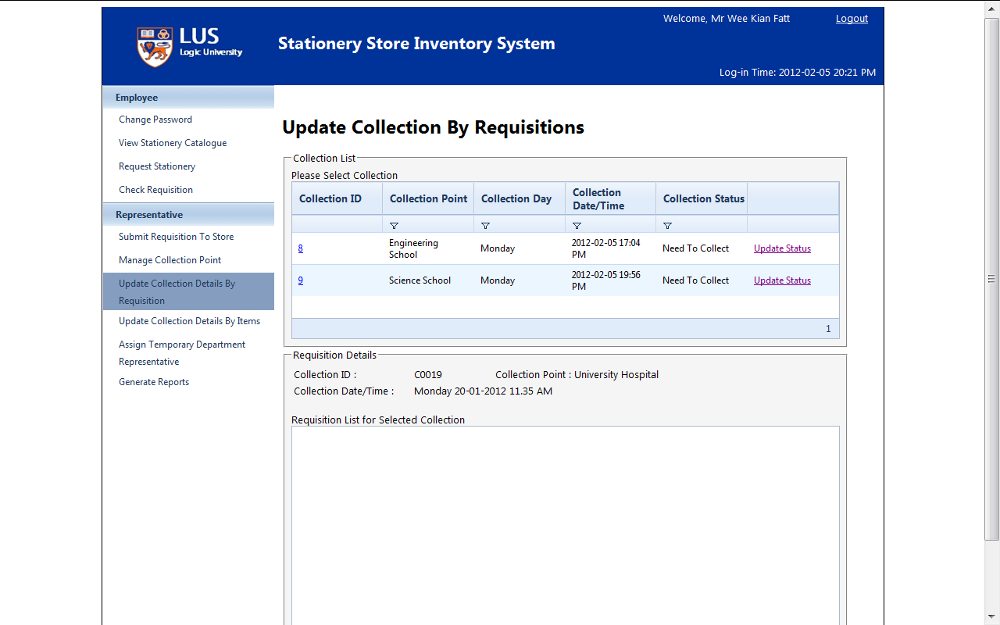 Welcome, Mr Wee Kian Fatt
Logout
LUS
Logic University
Stationery Store Inventory System
Log-in Time: 2012-02-05 20:21 PM
Employee
Change Password
View Stationery Catalogue
Request Stationery
Check Requisition
Representative
Submit Requisition To Store
Manage Collection Point
Update Collection Details By
Requisition
Update Collection Details By Items
Assign Temporary Department
Representative
Generate Reports
Update Collection By Requisitions
Collection List
Please Select Collection
Collection ID Collection Point Collection Day Collection Date/Time Collection Status
8 Engineering School Monday 2012-02-05 17:04 PM Need To Collect Update Status
9 Science School Monday 2012-02-05 19:56 PM Need To Collect Update Status
1
Requisition Details
Collection ID : C0019 Collection Point : University Hospital
Collection Date/Time : Monday 20-01-2012 11.35 AM
Requisition List for Selected Collection